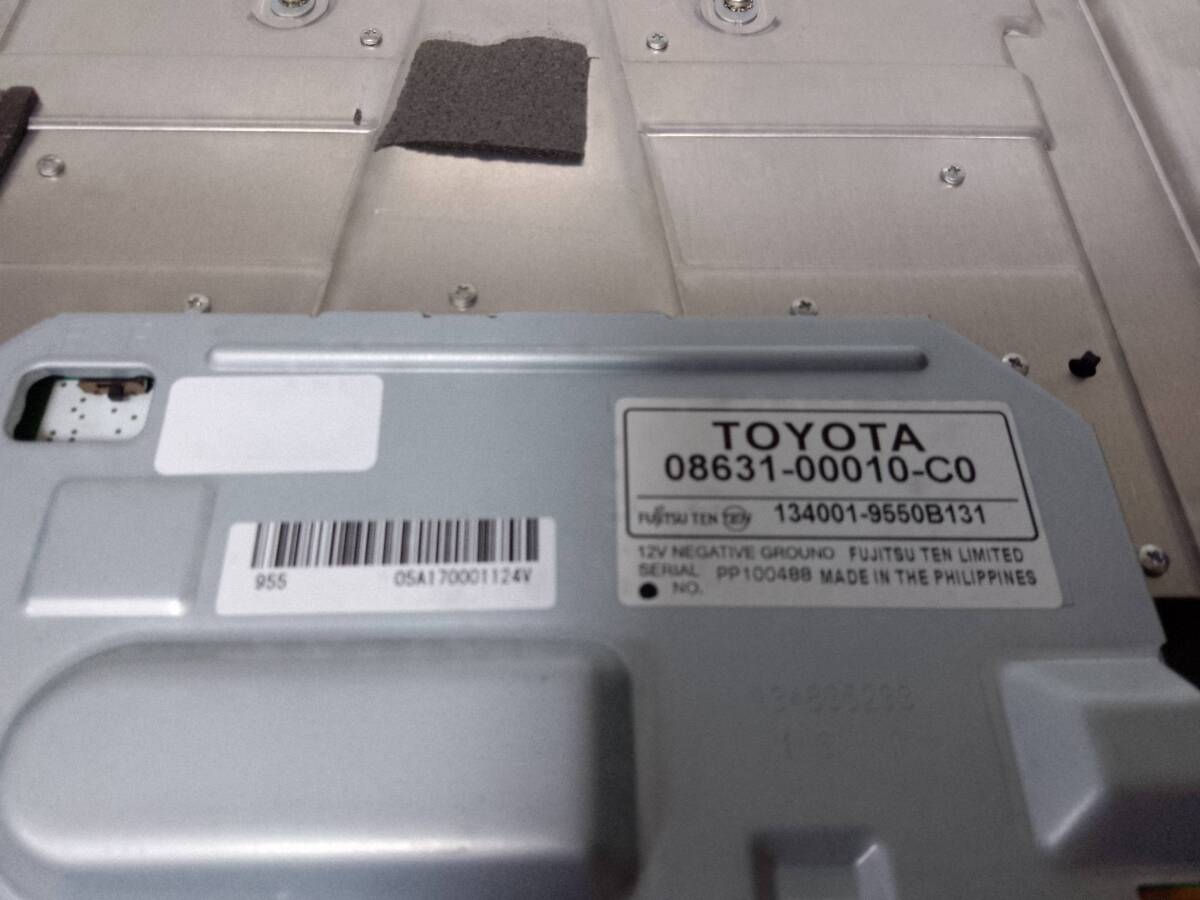 TOYOTA
08631-00010-C0
FUJITSU TEN TEN 134001-9550B131
12V NEGATIVE GROUND FUJITSU TEN LIMITED
SERIAL NO. PP100488 MADE IN THE PHILIPPINES
955 05A170001124V